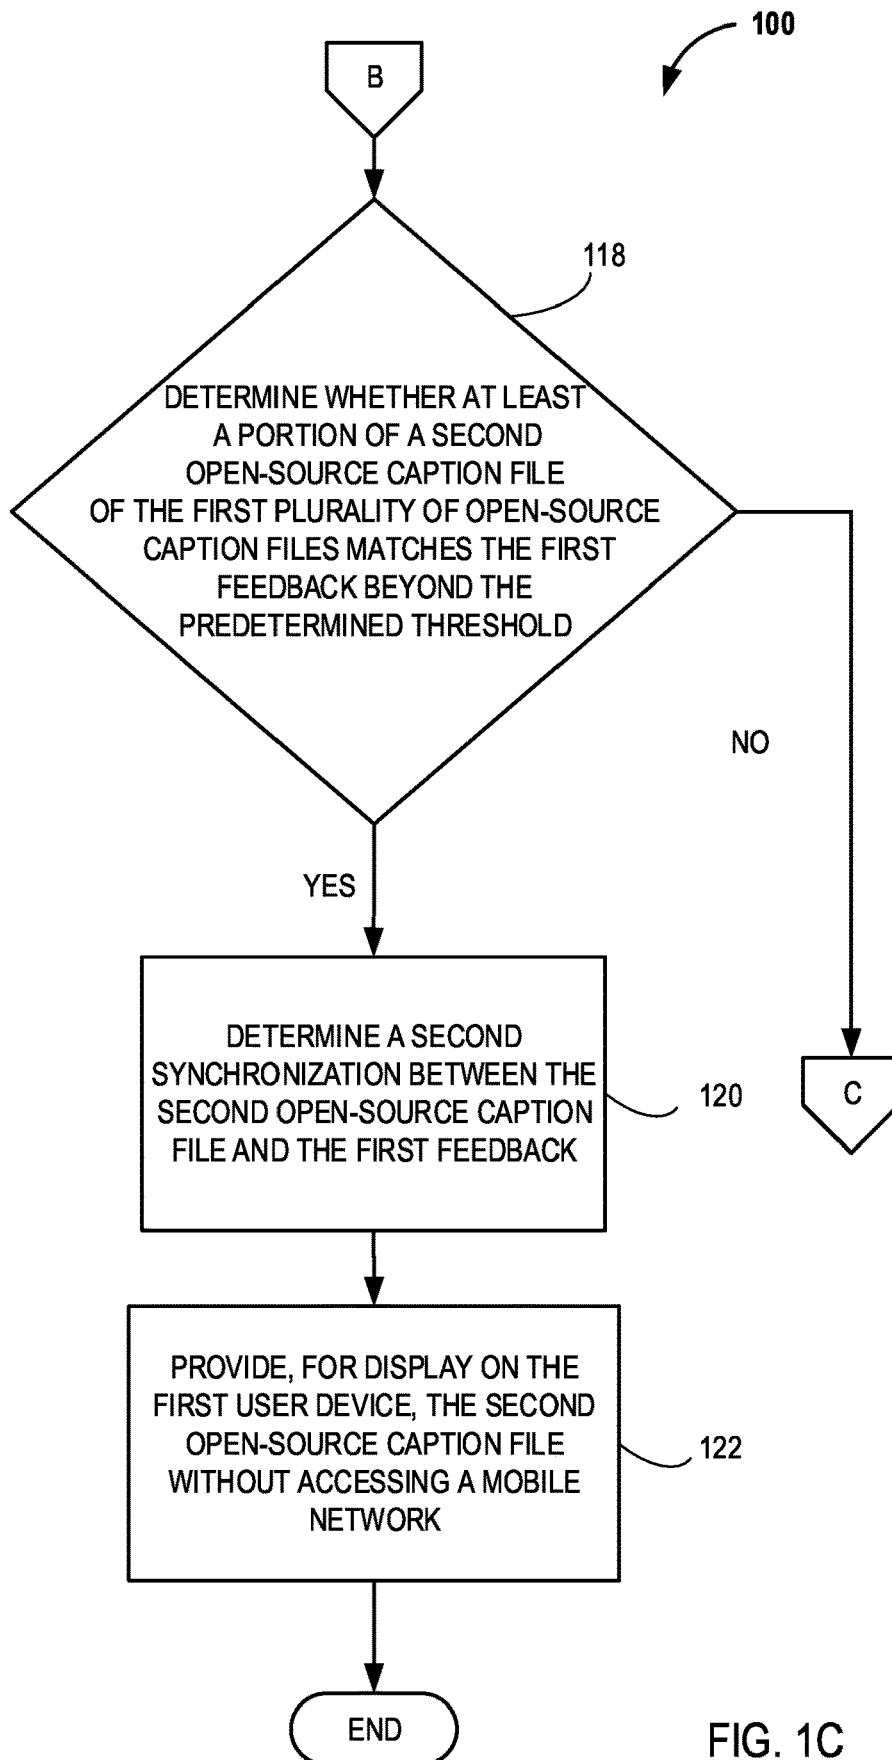 100
B
118
DETERMINE WHETHER AT LEAST
A PORTION OF A SECOND
OPEN-SOURCE CAPTION FILE
OF THE FIRST PLURALITY OF OPEN-SOURCE
CAPTION FILES MATCHES THE FIRST
FEEDBACK BEYOND THE
PREDETERMINED THRESHOLD
NO
YES
DETERMINE A SECOND
SYNCHRONIZATION BETWEEN THE
SECOND OPEN-SOURCE CAPTION
FILE AND THE FIRST FEEDBACK
120
C
PROVIDE, FOR DISPLAY ON THE
FIRST USER DEVICE, THE SECOND
OPEN-SOURCE CAPTION FILE
WITHOUT ACCESSING A MOBILE
NETWORK
122
END
FIG. 1C